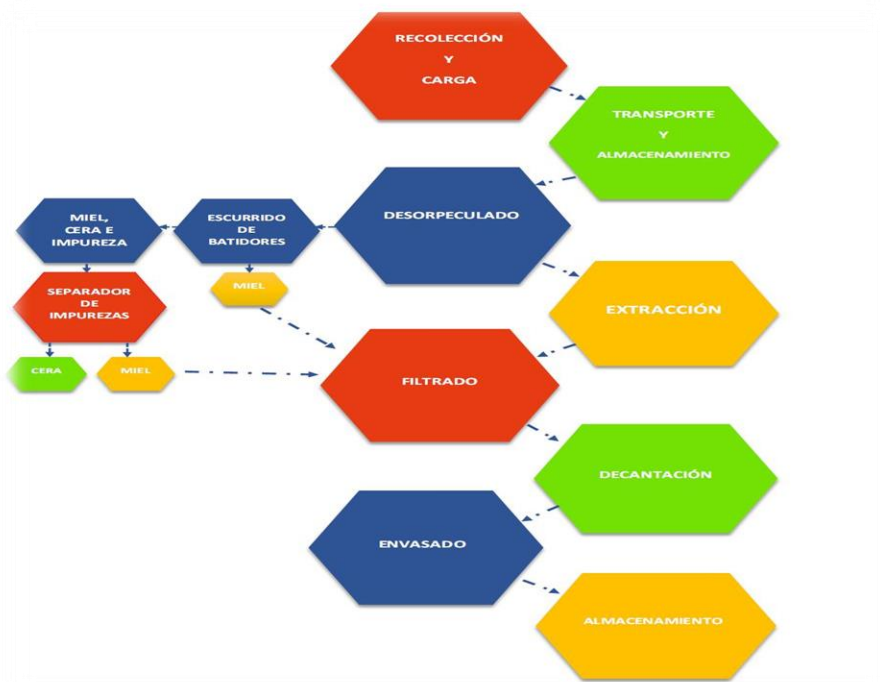 RECOLECCIÓN
Y
CARGA
TRANSPORTE
Y
ALMACENAMIENTO
DESORPECULADO
ESCURRIDO
DE
BATIDORES
MIEL,
CERA E
IMPUREZA
MIEL
SEPARADOR
DE
IMPUREZAS
CERA
MIEL
EXTRACCIÓN
FILTRADO
DECANTACIÓN
ENVASADO
ALMACENAMIENTO